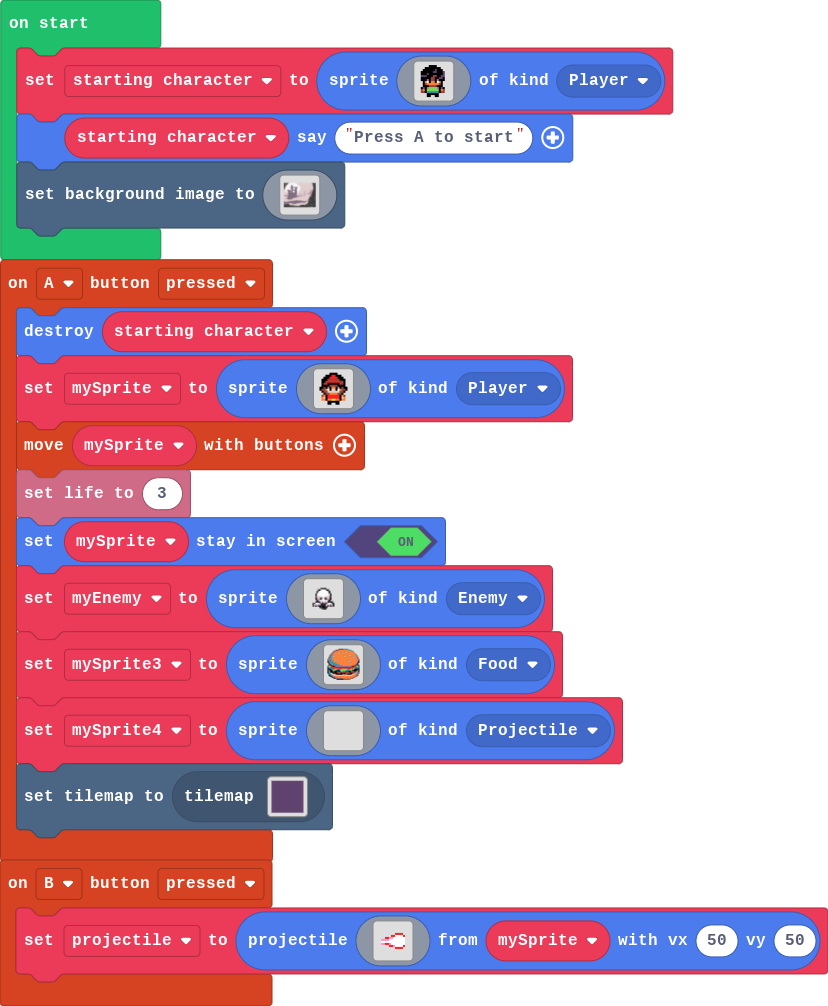 on start
set starting character to sprite of kind Player
starting character say "Press A to start"
set background image to
on A button pressed
destroy starting character
set mySprite to sprite of kind Player
move mySprite with buttons
set life to 3
set mySprite stay in screen ON
set myEnemy to sprite of kind Enemy
set mySprite3 to sprite of kind Food
set mySprite4 to sprite of kind Projectile
set tilemap to tilemap
on B button pressed
set projectile to projectile from mySprite with vx 50 vy 50